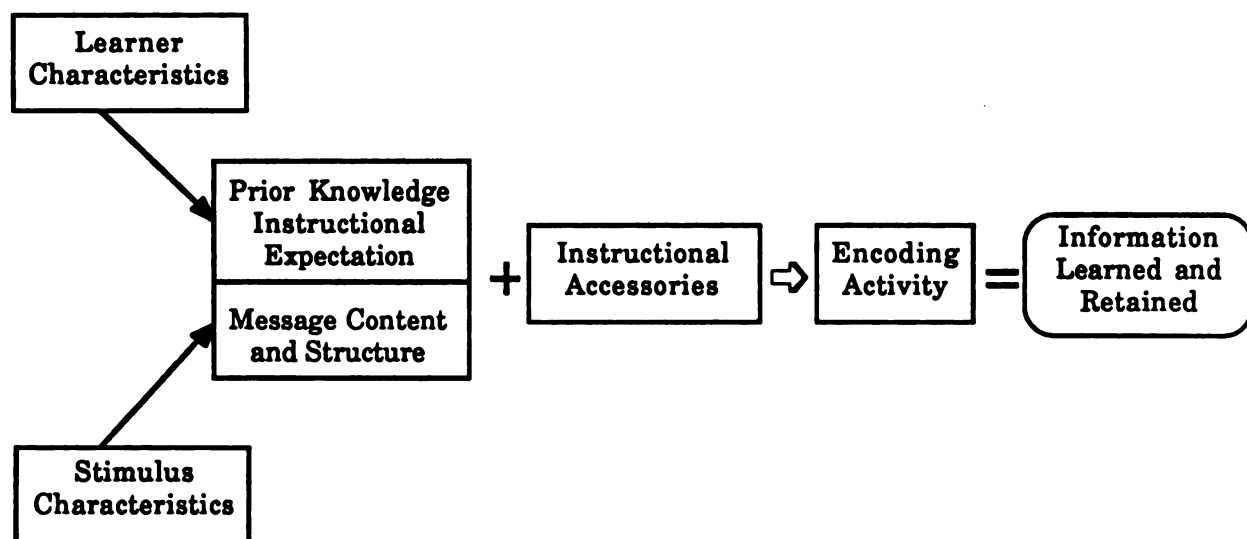 Learner
Characteristics
Prior Knowledge
Instructional
Expectation
Message Content
and Structure
+
Instructional
Accessories
Encoding
Activity
=
Information
Learned and
Retained
Stimulus
Characteristics